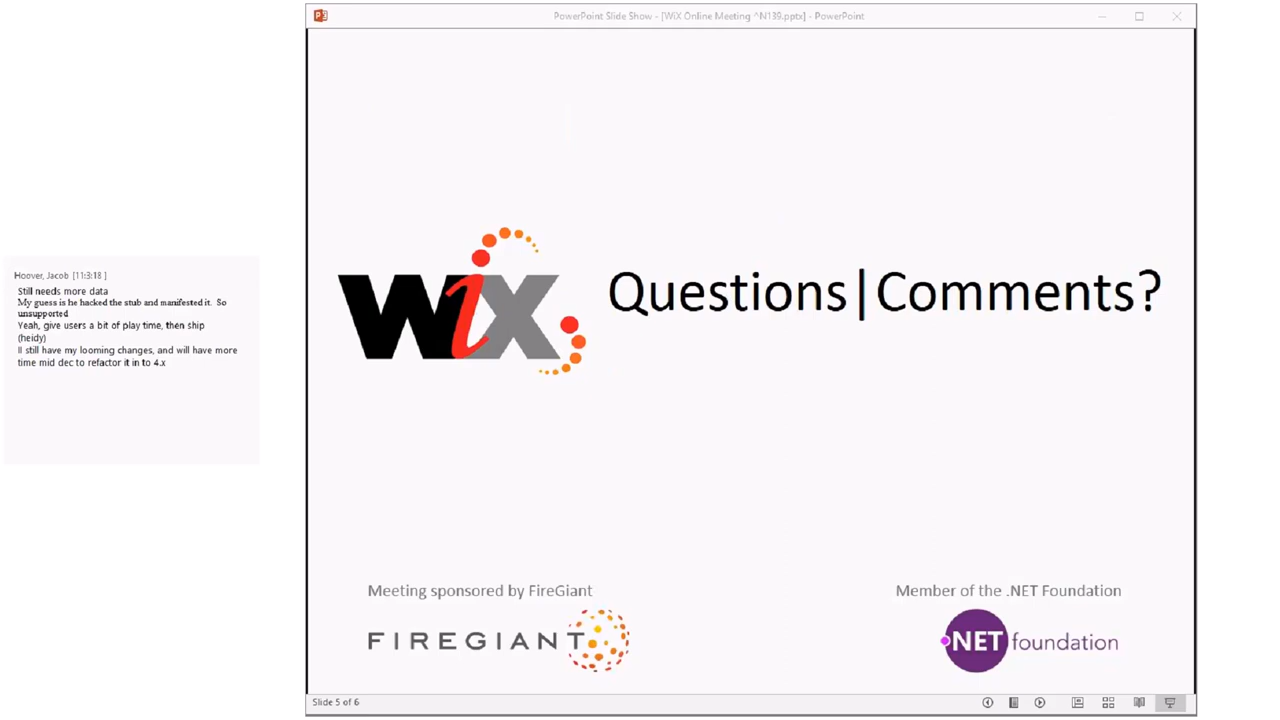 PowerPoint Slide Show - [WiX Online Meeting ^N139.pptx] - PowerPoint
Hoover, Jacob [11:3:18 ]
Still needs more data
My guess is he hacked the stub and manifested it. So
unsupported
Yeah, give users a bit of play time, then ship
(heidy)
II still have my looming changes, and will have more
time mid dec to refactor it in to 4.x
WiX
Questions|Comments?
Meeting sponsored by FireGiant
FIREGIANT
Member of the .NET Foundation
.NET foundation
Slide 5 of 6